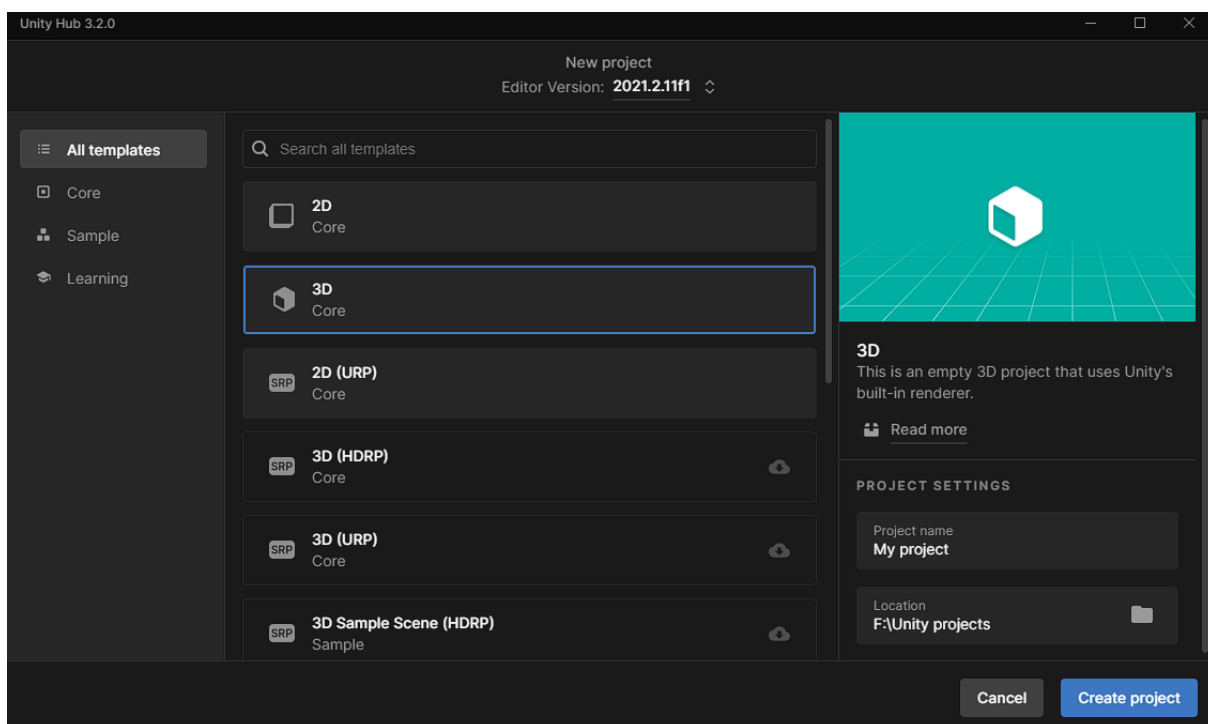 Unity Hub 3.2.0
New project
Editor Version: 2021.2.11f1
All templates
Core
Sample
Learning
Search all templates
2D
Core
3D
Core
SRP
2D (URP)
Core
SRP
3D (HDRP)
Core
SRP
3D (URP)
Core
SRP
3D Sample Scene (HDRP)
Sample
3D
This is an empty 3D project that uses Unity's
built-in renderer.
Read more
PROJECT SETTINGS
Project name
My project
Location
F:\Unity projects
Cancel
Create project